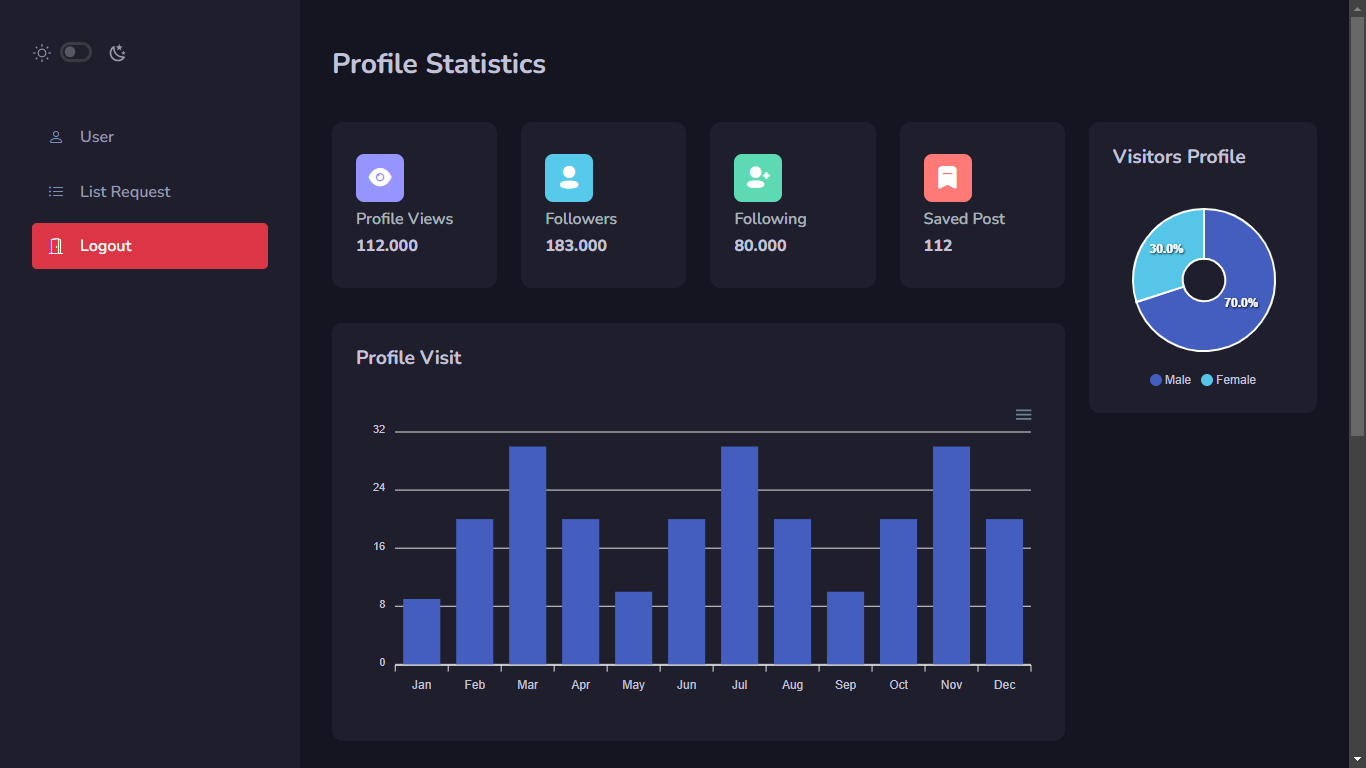 User
List Request
Logout
Profile Statistics
Profile Views
112.000
Followers
183.000
Following
80.000
Saved Post
112
Visitors Profile
30.0%
70.0%
Male Female
Profile Visit
32
24
16
8
0
Jan Feb Mar Apr May Jun Jul Aug Sep Oct Nov Dec